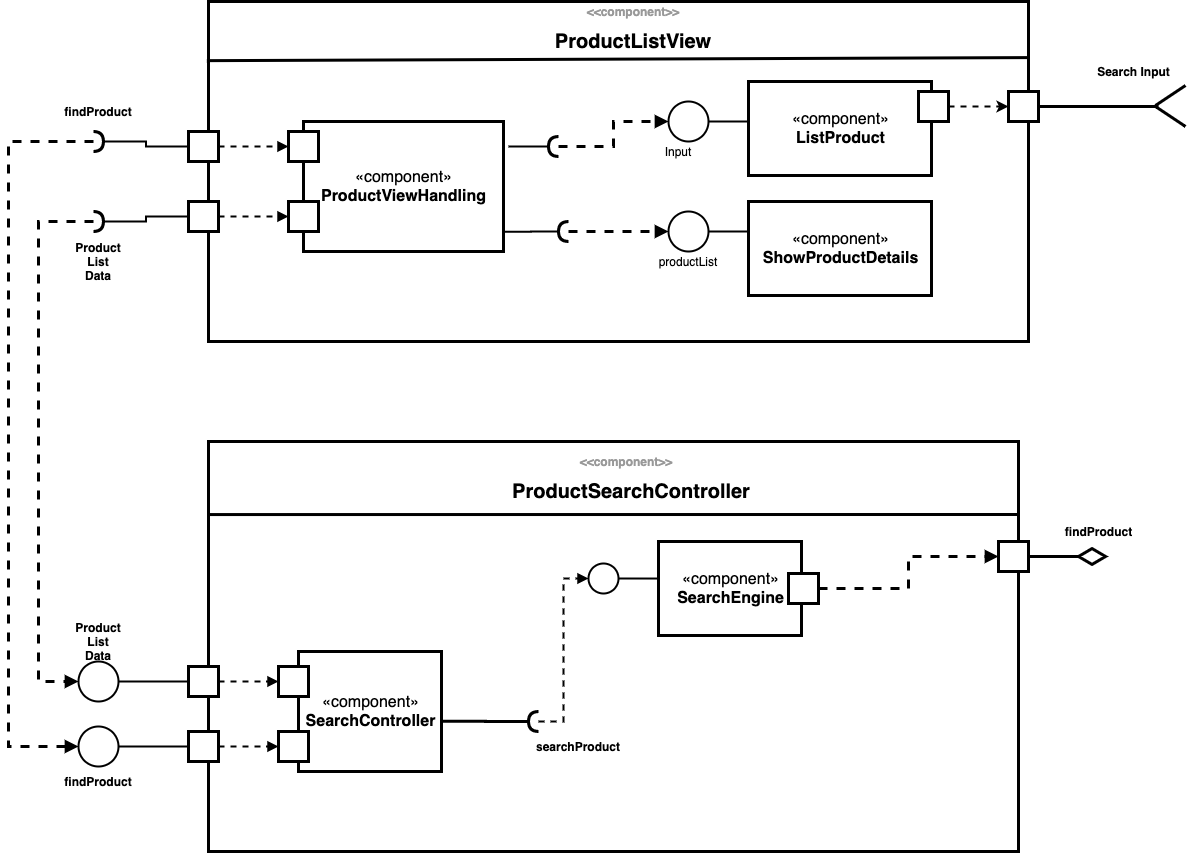 <<component>>
ProductListView
Search Input
findProduct
«component»
ListProduct
Input
«component»
ProductViewHandling
Product
List
Data
«component»
ShowProductDetails
productList
<<component>>
ProductSearchController
findProduct
«component»
SearchEngine
Product
List
Data
«component»
SearchController
searchProduct
findProduct